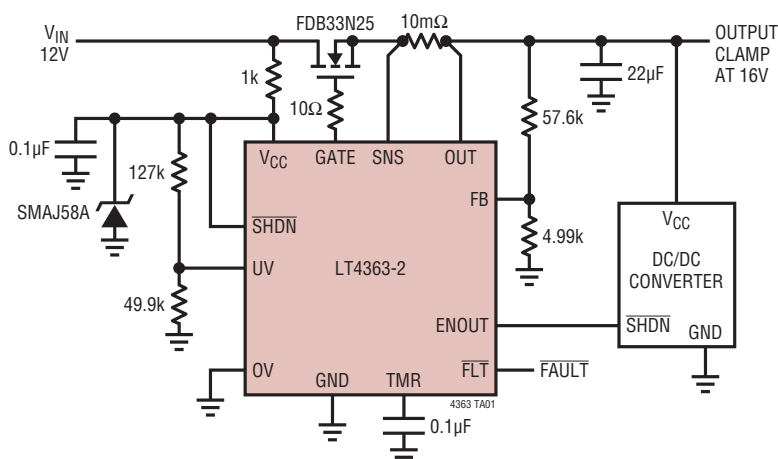 FDB33N25
10mΩ
VIN
12V
OUTPUT
CLAMP
AT 16V
1k
10Ω
22µF
57.6k
0.1µF
127k
SMAJ58A
49.9k
VCC
GATE
SNS
OUT
FB
SHDN
UV
LT4363-2
ENOUT
OV
GND
TMR
FLT
FAULT
4363 TA01
0.1µF
4.99k
VCC
DC/DC
CONVERTER
SHDN
GND